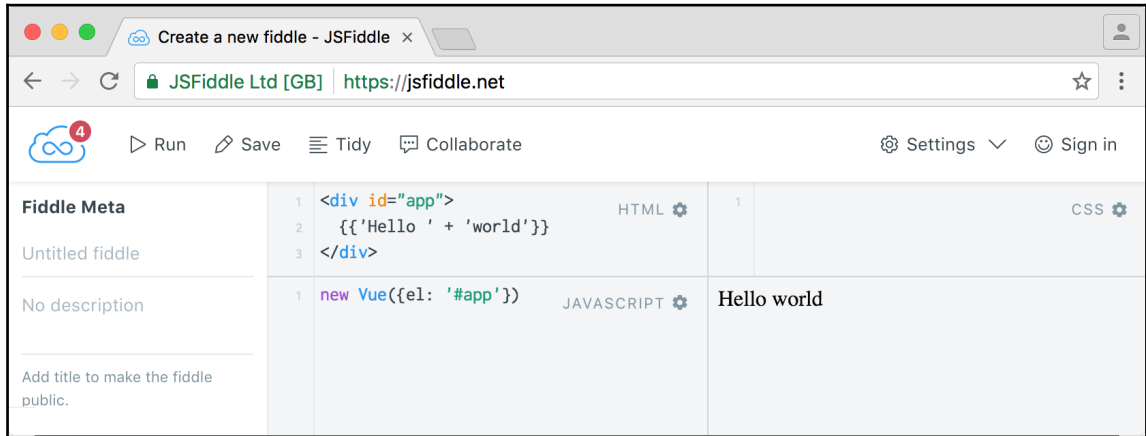 Create a new fiddle - JSFiddle ×
JSFiddle Ltd [GB] https://jsfiddle.net
4
Run Save Tidy Collaborate Settings Sign in
Fiddle Meta
Untitled fiddle
No description
Add title to make the fiddle
public.
1 <div id="app">
2 {{'Hello ' + 'world'}}
3 </div>
HTML
1
CSS
1 new Vue({el: '#app'})
JAVASCRIPT
Hello world